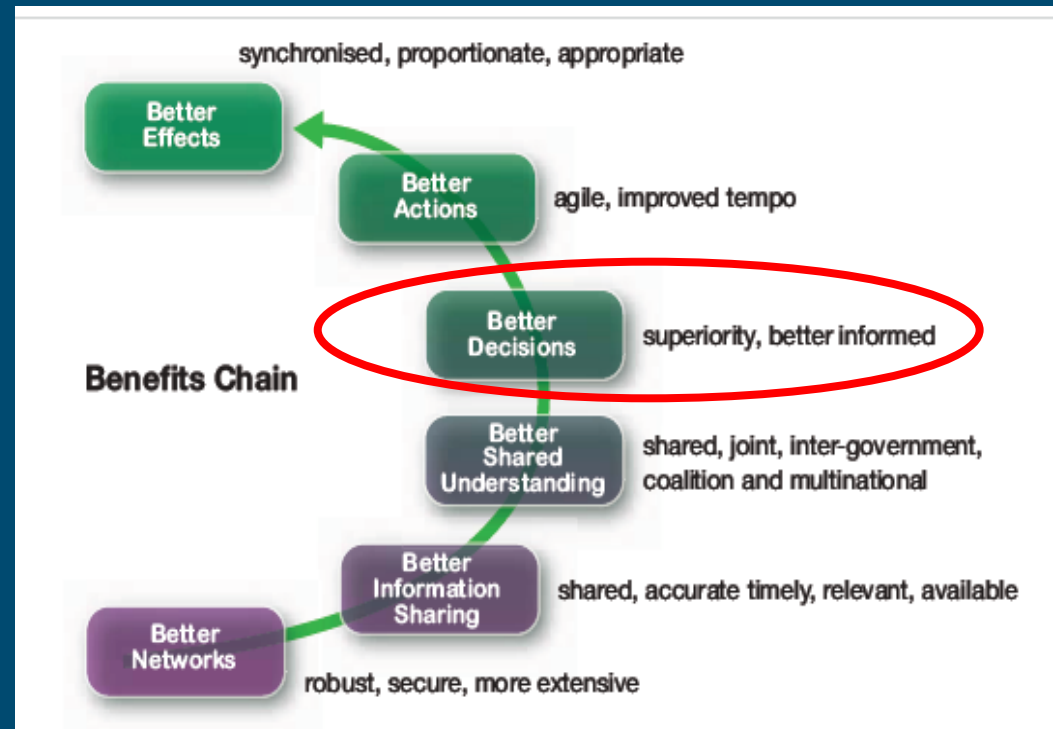 synchronised, proportionate, appropriate
Better
Effects
Better
Actions
agile, improved tempo
Better
Decisions
superiority, better informed
Benefits Chain
Better
Shared
Understanding
shared, joint, inter-government,
coalition and multinational
Better
Information
Sharing
shared, accurate timely, relevant, available
Better
Networks
robust, secure, more extensive